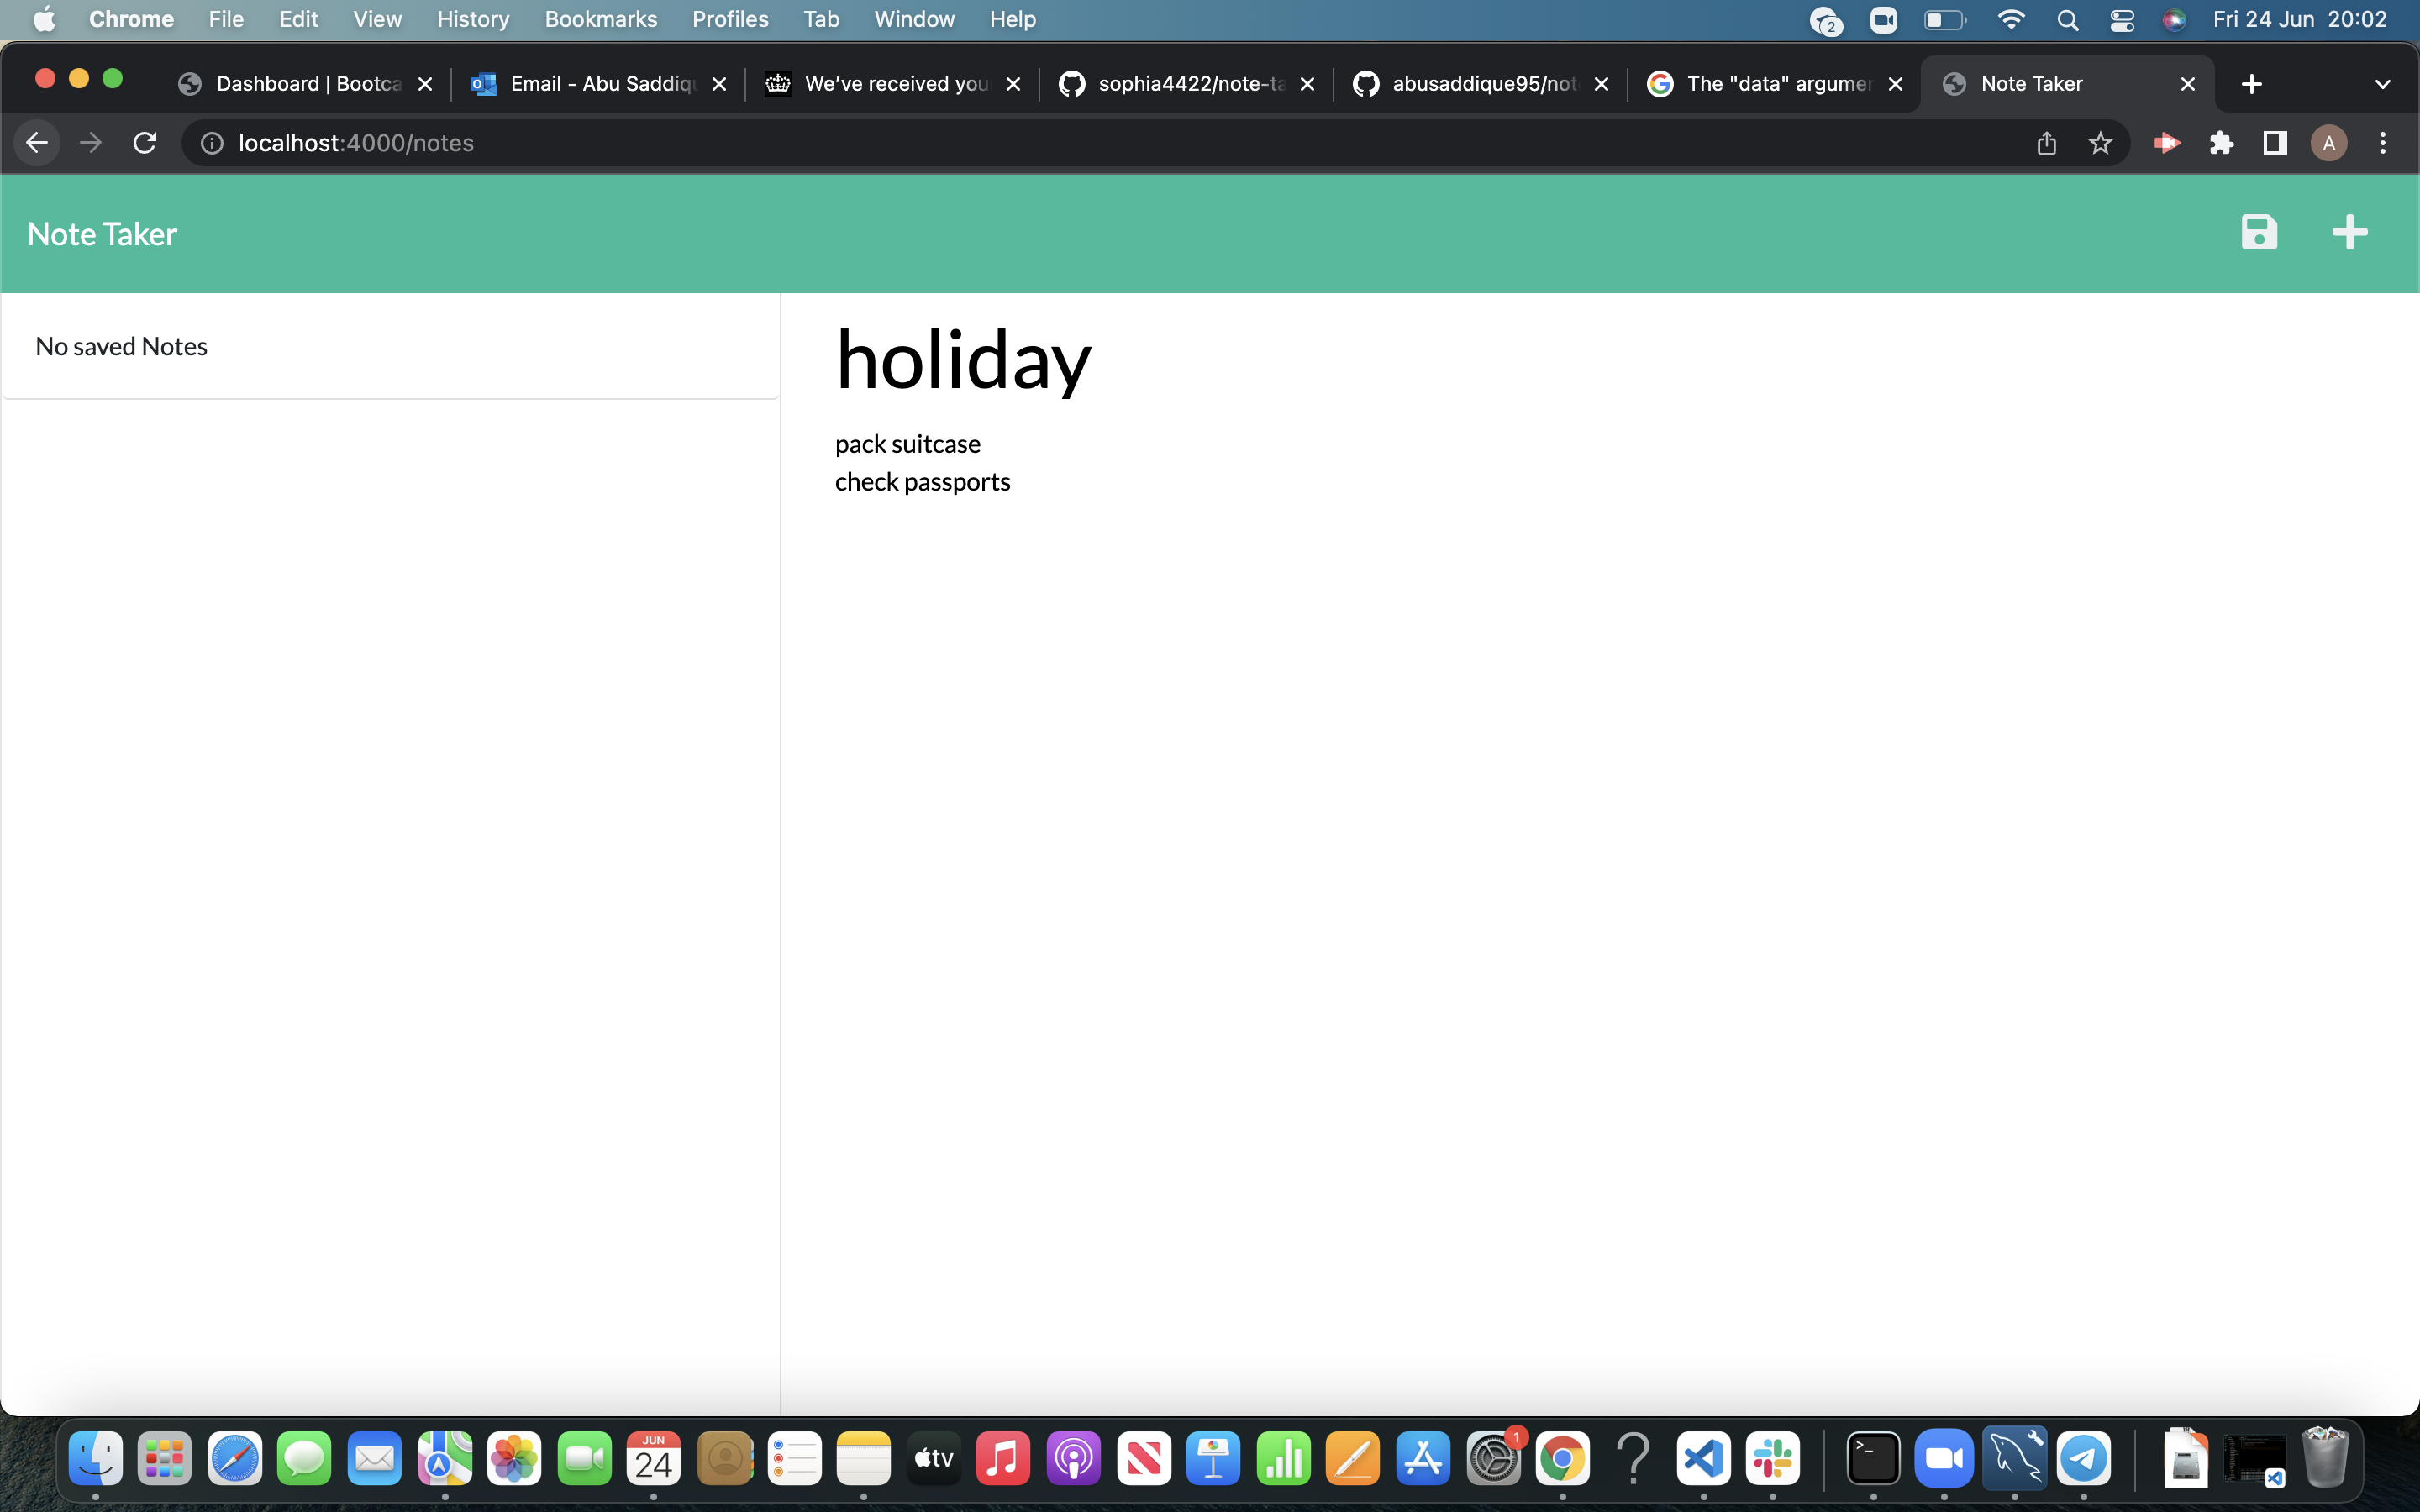 Chrome File Edit View History Bookmarks Profiles Tab Window Help 2 Fri 24 Jun 20:02
Dashboard | Bootca Email - Abu Saddiqu We've received you sophia4422/note-ta abusaddique95/not The "data" argumen Note Taker
localhost:4000/notes A
Note Taker
No saved Notes
holiday
pack suitcase
check passports
JUN
24
tv
1